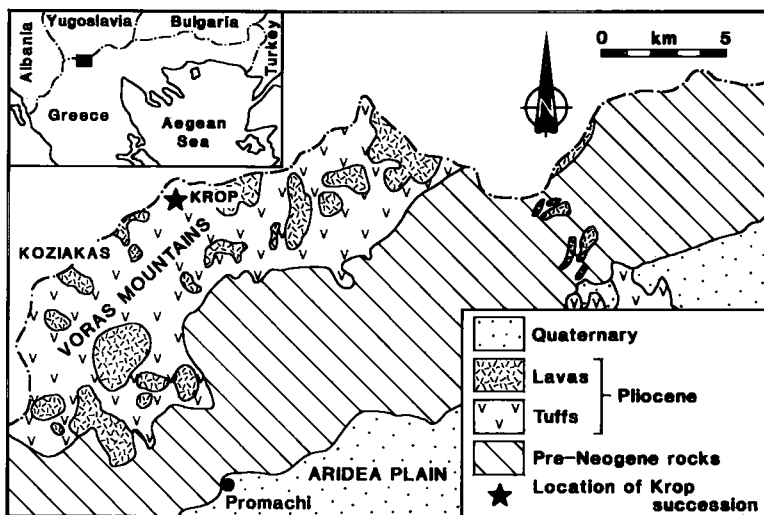 Albania
Yugoslavia
Bulgaria
Turkey
Greece
Aegean
Sea
0 km 5
N
KROP
KOZIAKAS
VORAS MOUNTAINS
ARIDEA PLAIN
Promachi
Quaternary
Lavas
Tuffs
Pliocene
Pre-Neogene rocks
Location of Krop
succession